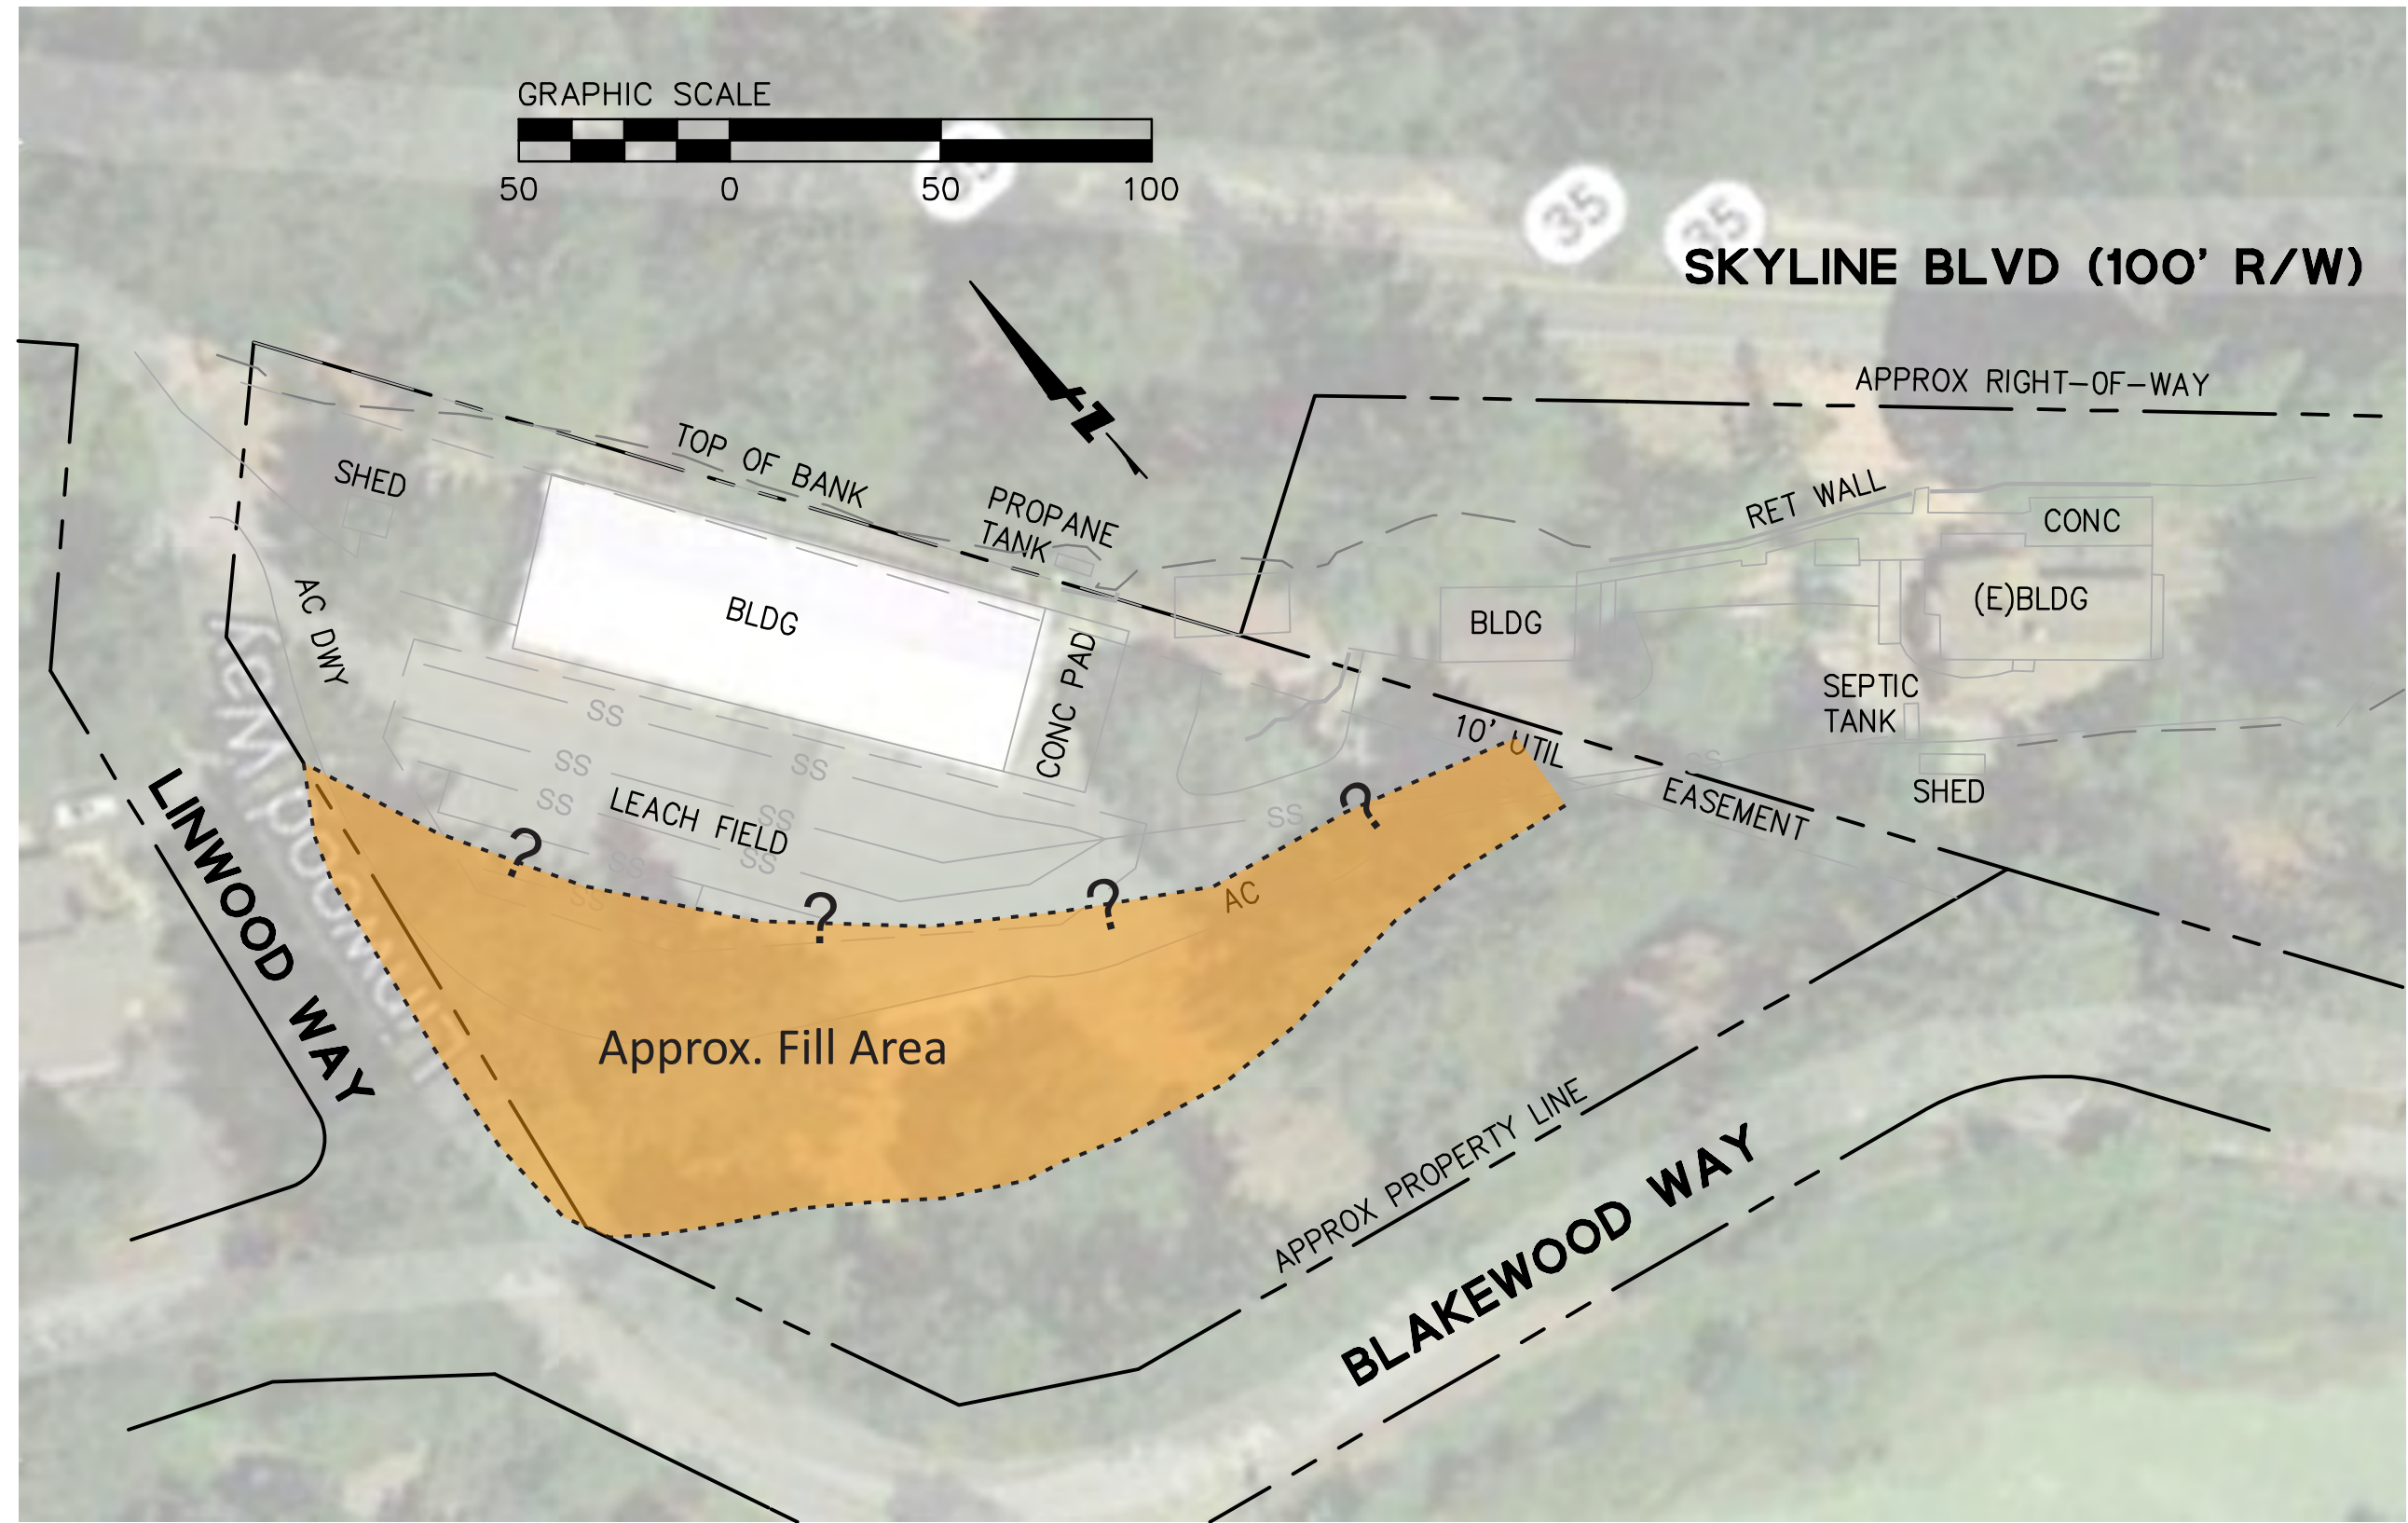 GRAPHIC SCALE
50 0 50 100
35
35
35
SKYLINE BLVD (100' R/W)
APPROX RIGHT-OF-WAY
TOP OF BANK
SHED
PROPANE
TANK
RET WALL
CONC
BLDG
(E)BLDG
BLDG
AC DWY
CONC PAD
SEPTIC
TANK
SHED
10' UTIL
EASEMENT
SS
SS
SS
SS
SS
SS
SS
SS
SS
SS
SS
LEACH FIELD
?
?
?
?
AC
LINWOOD WAY
Approx. Fill Area
APPROX PROPERTY LINE
BLAKEWOOD WAY
N